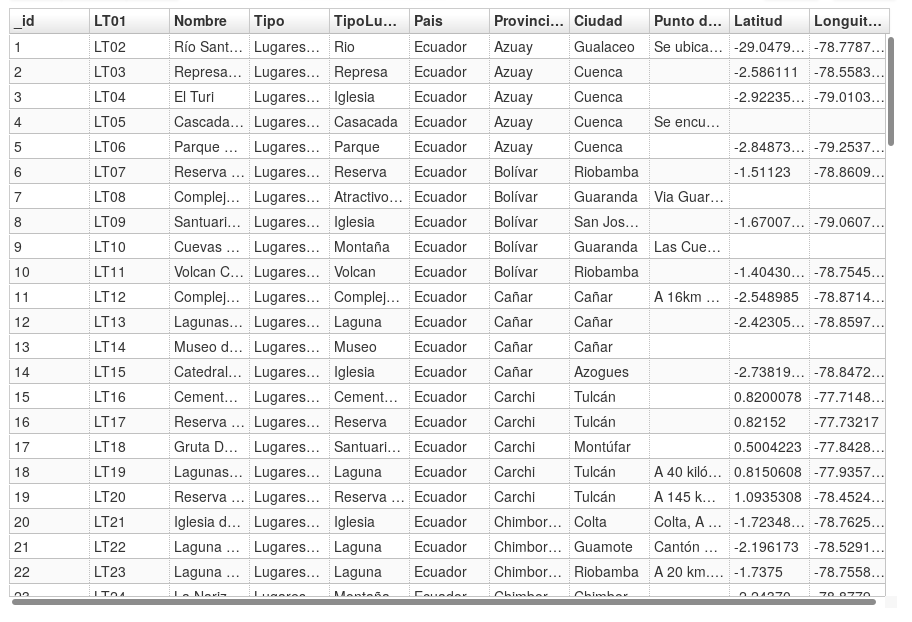 _id LT01 Nombre Tipo TipoLu... Pais Provinci... Ciudad Punto d... Latitud Longuit...
1 LT02 Río Sant... Lugares... Rio Ecuador Azuay Gualaceo Se ubica... -29.0479... -78.7787...
2 LT03 Represa... Lugares... Represa Ecuador Azuay Cuenca -2.586111 -78.5583...
3 LT04 El Turi Lugares... Iglesia Ecuador Azuay Cuenca -2.92235... -79.0103...
4 LT05 Cascada... Lugares... Casacada Ecuador Azuay Cuenca Se encu...
5 LT06 Parque ... Lugares... Parque Ecuador Azuay Cuenca -2.84873... -79.2537...
6 LT07 Reserva ... Lugares... Reserva Ecuador Bolívar Riobamba -1.51123 -78.8609...
7 LT08 Complej... Lugares... Atractivo... Ecuador Bolívar Guaranda Via Guar...
8 LT09 Santuari... Lugares... Iglesia Ecuador Bolívar San Jos... -1.67007... -79.0607...
9 LT10 Cuevas ... Lugares... Montaña Ecuador Bolívar Guaranda Las Cue...
10 LT11 Volcan C... Lugares... Volcan Ecuador Bolívar Riobamba -1.40430... -78.7545...
11 LT12 Complej... Lugares... Complej... Ecuador Cañar Cañar A 16km ... -2.548985 -78.8714...
12 LT13 Lagunas... Lugares... Laguna Ecuador Cañar Cañar -2.42305... -78.8597...
13 LT14 Museo d... Lugares... Museo Ecuador Cañar Cañar
14 LT15 Catedral... Lugares... Iglesia Ecuador Cañar Azogues -2.73819... -78.8472...
15 LT16 Cement... Lugares... Cement... Ecuador Carchi Tulcán 0.8200078 -77.7148...
16 LT17 Reserva ... Lugares... Reserva Ecuador Carchi Tulcán 0.82152 -77.73217
17 LT18 Gruta D... Lugares... Santuari... Ecuador Carchi Montúfar 0.5004223 -77.8428...
18 LT19 Lagunas... Lugares... Laguna Ecuador Carchi Tulcán A 40 kiló... 0.8150608 -77.9357...
19 LT20 Reserva ... Lugares... Reserva ... Ecuador Carchi Tulcán A 145 k... 1.0935308 -78.4524...
20 LT21 Iglesia d... Lugares... Iglesia Ecuador Chimbor... Colta Colta, A ... -1.72348... -78.7625...
21 LT22 Laguna ... Lugares... Laguna Ecuador Chimbor... Guamote Cantón ... -2.196173 -78.5291...
22 LT23 Laguna ... Lugares... Laguna Ecuador Chimbor... Riobamba A 20 km.... -1.7375 -78.7558...